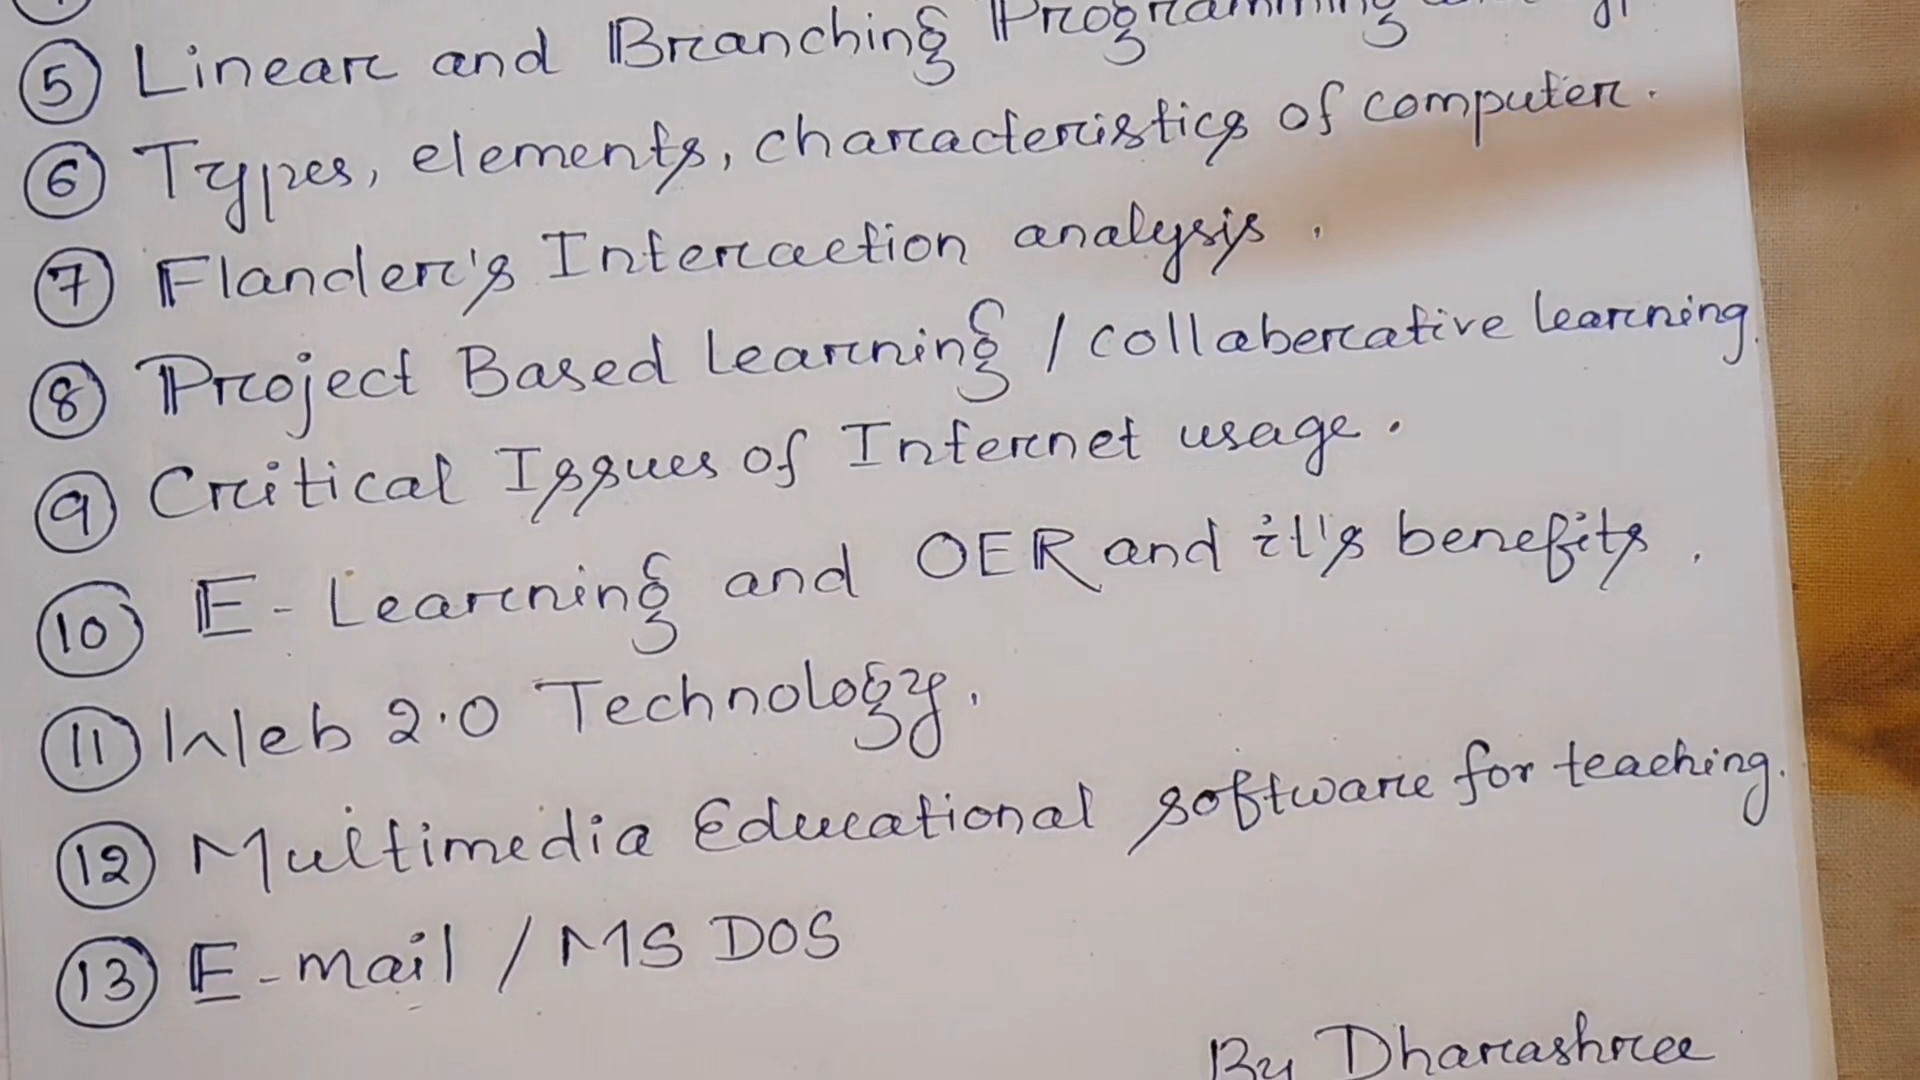 5 Linear and Branching Programming
6 Types, elements, characteristics of computer.
7 Flander's Interaction analysis.
8 Project Based Learning / collaberative learning.
9 Critical Issues of Internet usage.
10 E-Learning and OER and it's benefits.
11 Web 2.0 Technology.
12 Multimedia Educational software for teaching.
13 E-mail / MS DOS
By Dharashree